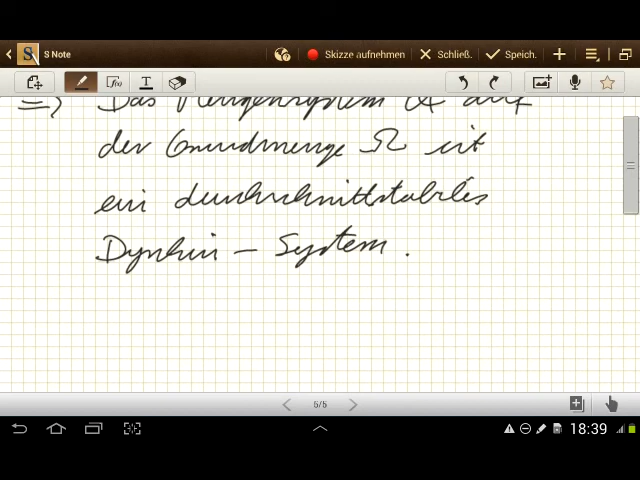 S Note
Skizze aufnehmen
Schließ.
Speich.
f(x)
T
=) Das Mengensystem α auf
der Grundmenge Ω ist
ein durchschnittstabiles
Dynkin - System.
5/5
18:39